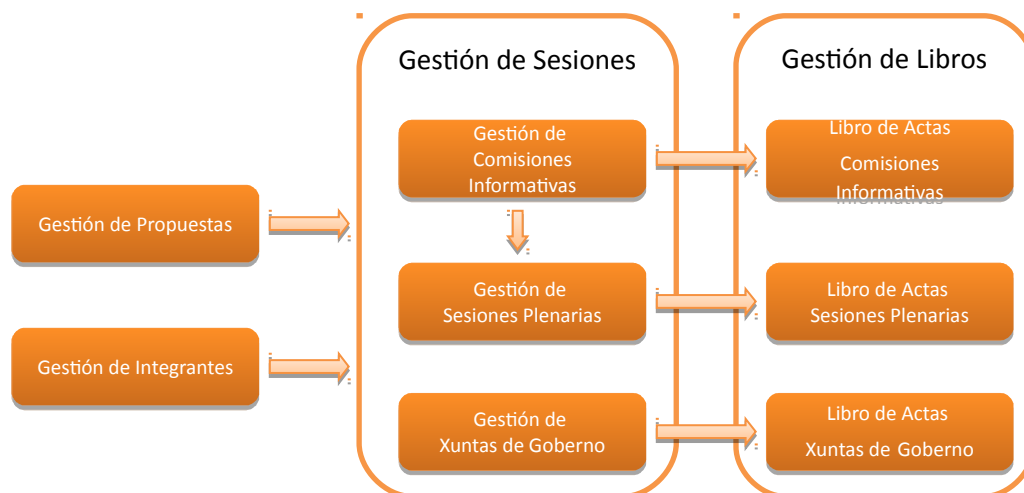 Gestión de Sesiones
Gestión de Libros
Gestión de
Comisiones
Informativas
Libro de Actas
Comisiones
Informativas
Gestión de Propuestas
Gestión de
Sesiones Plenarias
Libro de Actas
Sesiones Plenarias
Gestión de Integrantes
Gestión de
Xuntas de Goberno
Libro de Actas
Xuntas de Goberno